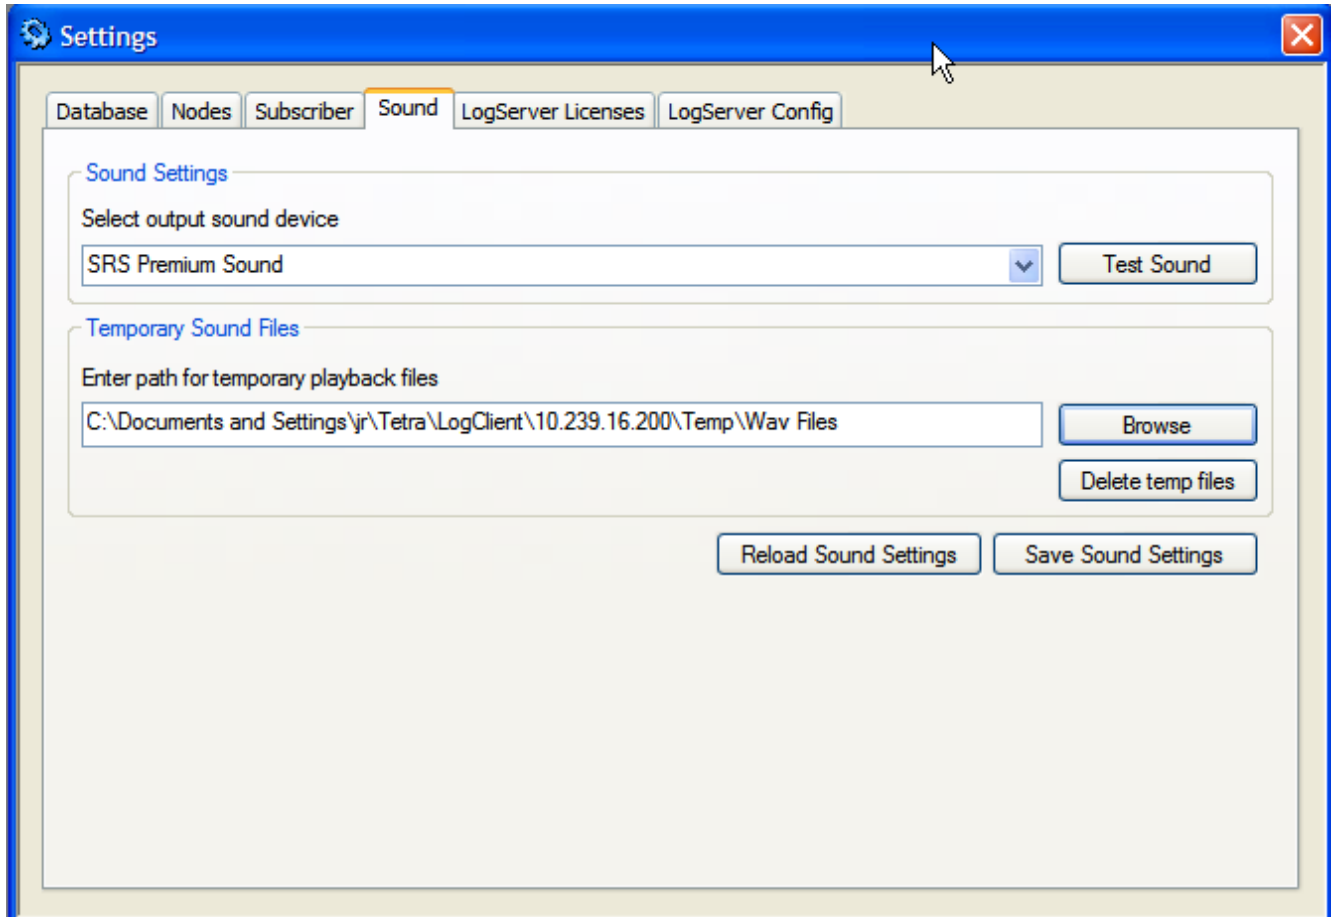 Settings
Database Nodes Subscriber Sound LogServer Licenses LogServer Config
Sound Settings
Select output sound device
SRS Premium Sound Test Sound
Temporary Sound Files
Enter path for temporary playback files
C:\Documents and Settings\jr\Tetra\LogClient\10.239.16.200\Temp\Wav Files Browse
Delete temp files
Reload Sound Settings Save Sound Settings